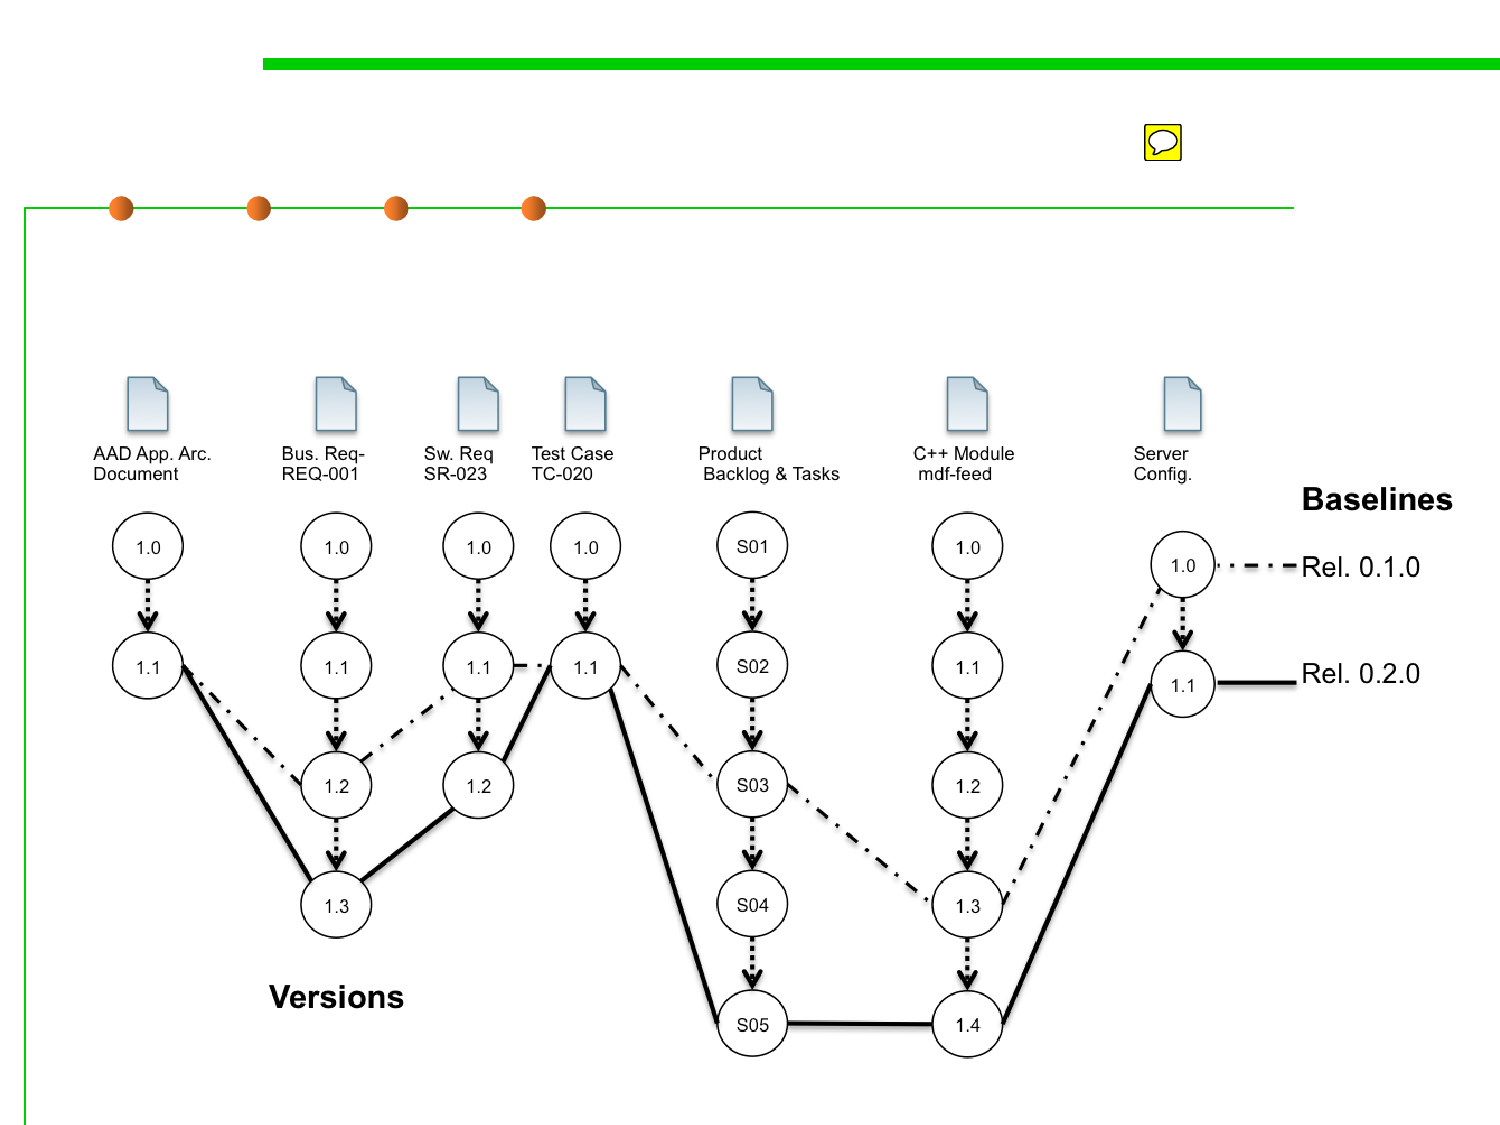 AAD App. Arc.
Document
Bus. Req-
REQ-001
Sw. Req
SR-023
Test Case
TC-020
Product
Backlog & Tasks
C++ Module
mdf-feed
Server
Config.
Baselines
1.0
1.0
1.0
1.0
S01
1.0
1.0
Rel. 0.1.0
1.1
1.1
1.1
1.1
S02
1.1
1.1
Rel. 0.2.0
1.2
1.2
S03
1.2
1.3
S04
1.3
Versions
S05
1.4